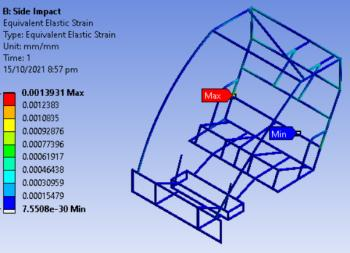 B: Side Impact
Equivalent Elastic Strain
Type: Equivalent Elastic Strain
Unit: mm/mm
Time: 1
15/10/2021 8:57 pm
0.0013931 Max
0.0012383
0.0010835
0.00092876
0.00077396
0.00061917
0.00046438
0.00030959
0.00015479
7.5508e-30 Min
Max
Min